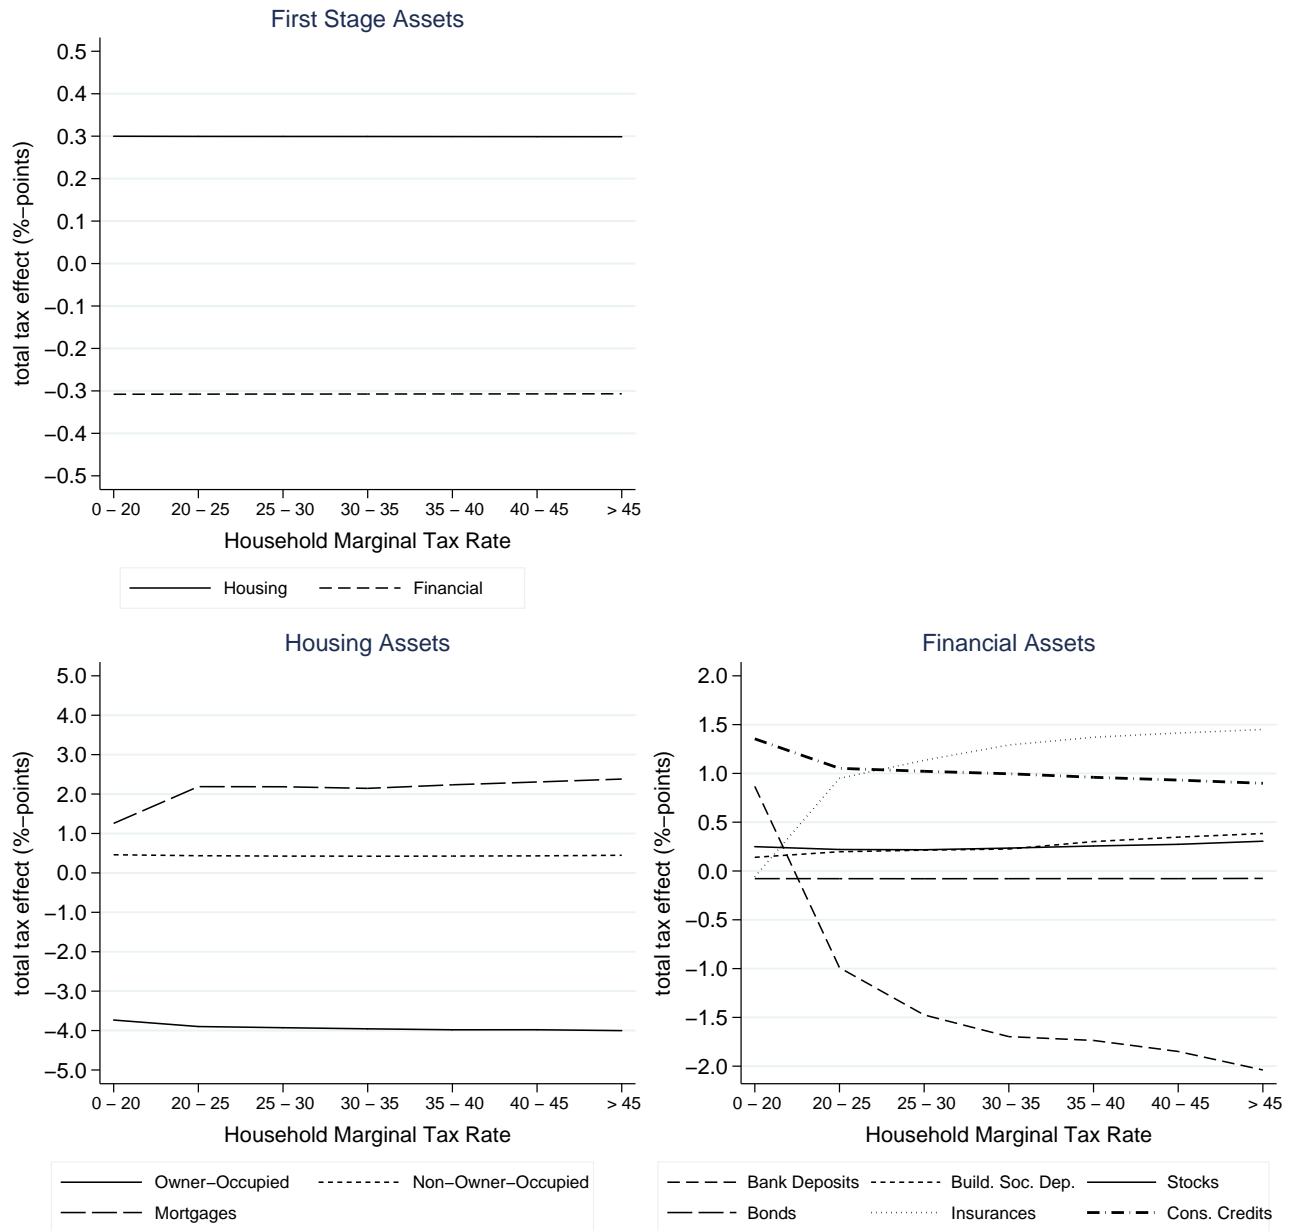 First Stage Assets
total tax effect (%−points)
0.5
0.4
0.3
0.2
0.1
0.0
−0.1
−0.2
−0.3
−0.4
−0.5
0 − 20 20 − 25 25 − 30 30 − 35 35 − 40 40 − 45 > 45
Household Marginal Tax Rate
Housing Financial
Housing Assets
total tax effect (%−points)
5.0
4.0
3.0
2.0
1.0
0.0
−1.0
−2.0
−3.0
−4.0
−5.0
0 − 20 20 − 25 25 − 30 30 − 35 35 − 40 40 − 45 > 45
Household Marginal Tax Rate
Owner−Occupied Non−Owner−Occupied
Mortgages
Financial Assets
total tax effect (%−points)
2.0
1.5
1.0
0.5
0.0
−0.5
−1.0
−1.5
−2.0
0 − 20 20 − 25 25 − 30 30 − 35 35 − 40 40 − 45 > 45
Household Marginal Tax Rate
Bank Deposits Build. Soc. Dep. Stocks
Bonds Insurances Cons. Credits